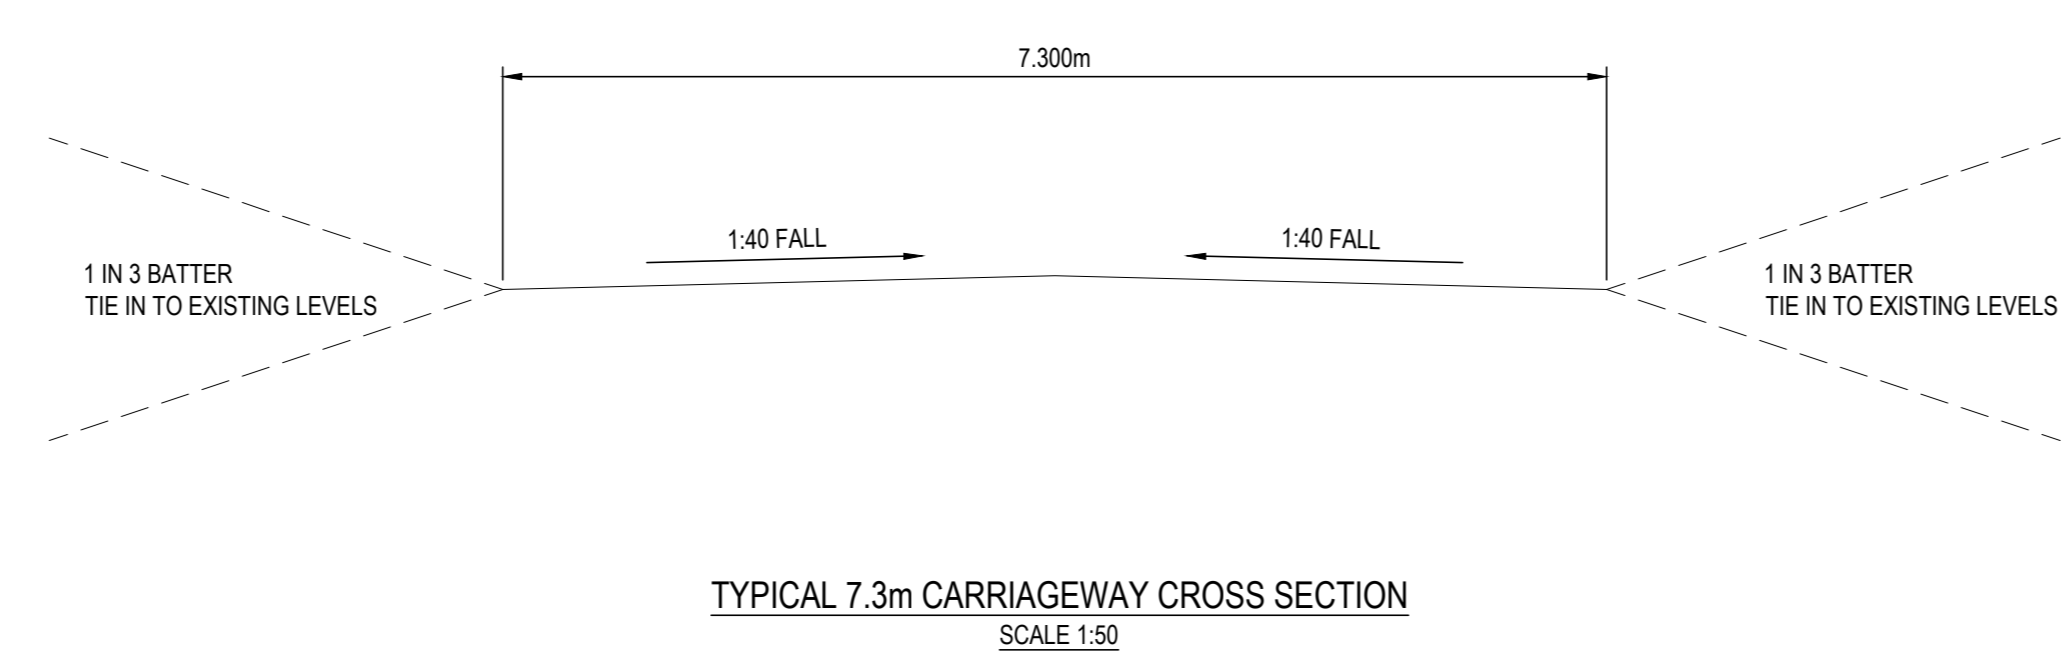 7.300m
1:40 FALL
1:40 FALL
1 IN 3 BATTER
TIE IN TO EXISTING LEVELS
1 IN 3 BATTER
TIE IN TO EXISTING LEVELS
TYPICAL 7.3m CARRIAGEWAY CROSS SECTION
SCALE 1:50